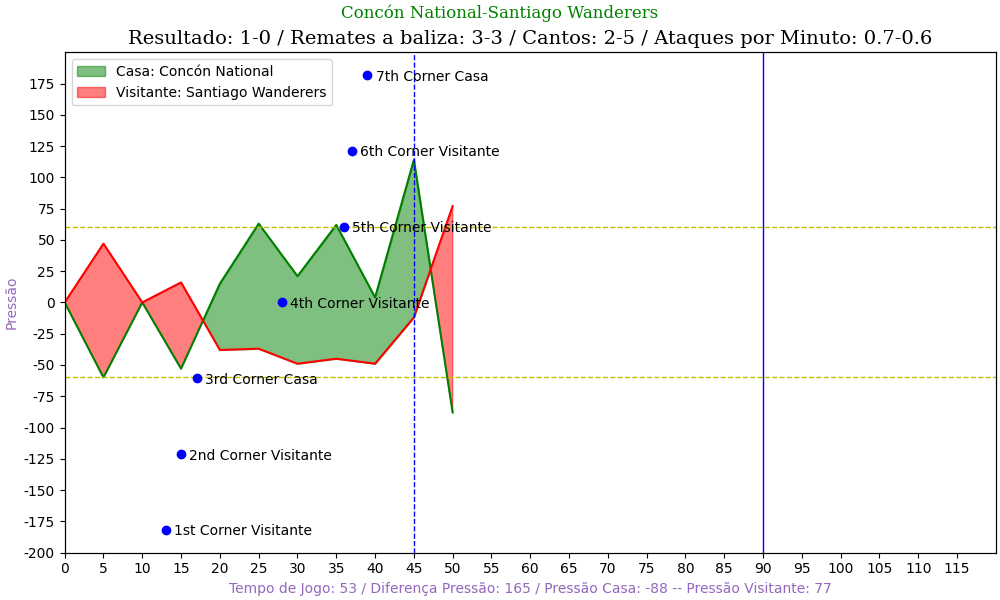 Concón National-Santiago Wanderers
Resultado: 1-0 / Remates a baliza: 3-3 / Cantos: 2-5 / Ataques por Minuto: 0.7-0.6
Casa: Concón National
Visitante: Santiago Wanderers
7th Corner Casa
6th Corner Visitante
5th Corner Visitante
4th Corner Visitante
3rd Corner Casa
2nd Corner Visitante
1st Corner Visitante
Pressão
175
150
125
100
75
50
25
0
-25
-50
-75
-100
-125
-150
-175
-200
0 5 10 15 20 25 30 35 40 45 50 55 60 65 70 75 80 85 90 95 100 105 110 115
Tempo de Jogo: 53 / Diferença Pressão: 165 / Pressão Casa: -88 -- Pressão Visitante: 77